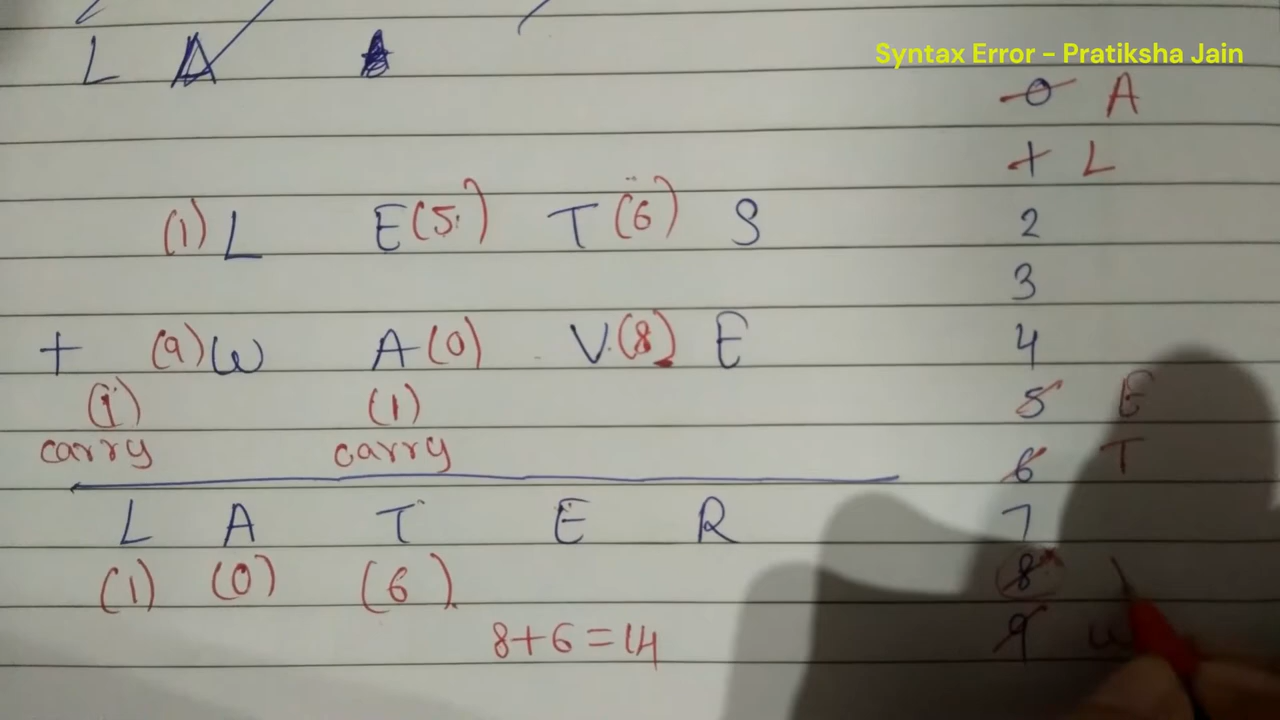 Syntax Error - Pratiksha Jain
L A
0 A
1 L
(1) L E (5) T (6) S
2
3
+ (9) W A (0) V (8) E
4
(1) (1)
5 E
carry carry
6 T
L A T E R
7
(1) (0) (6)
8
8+6=14
9 W